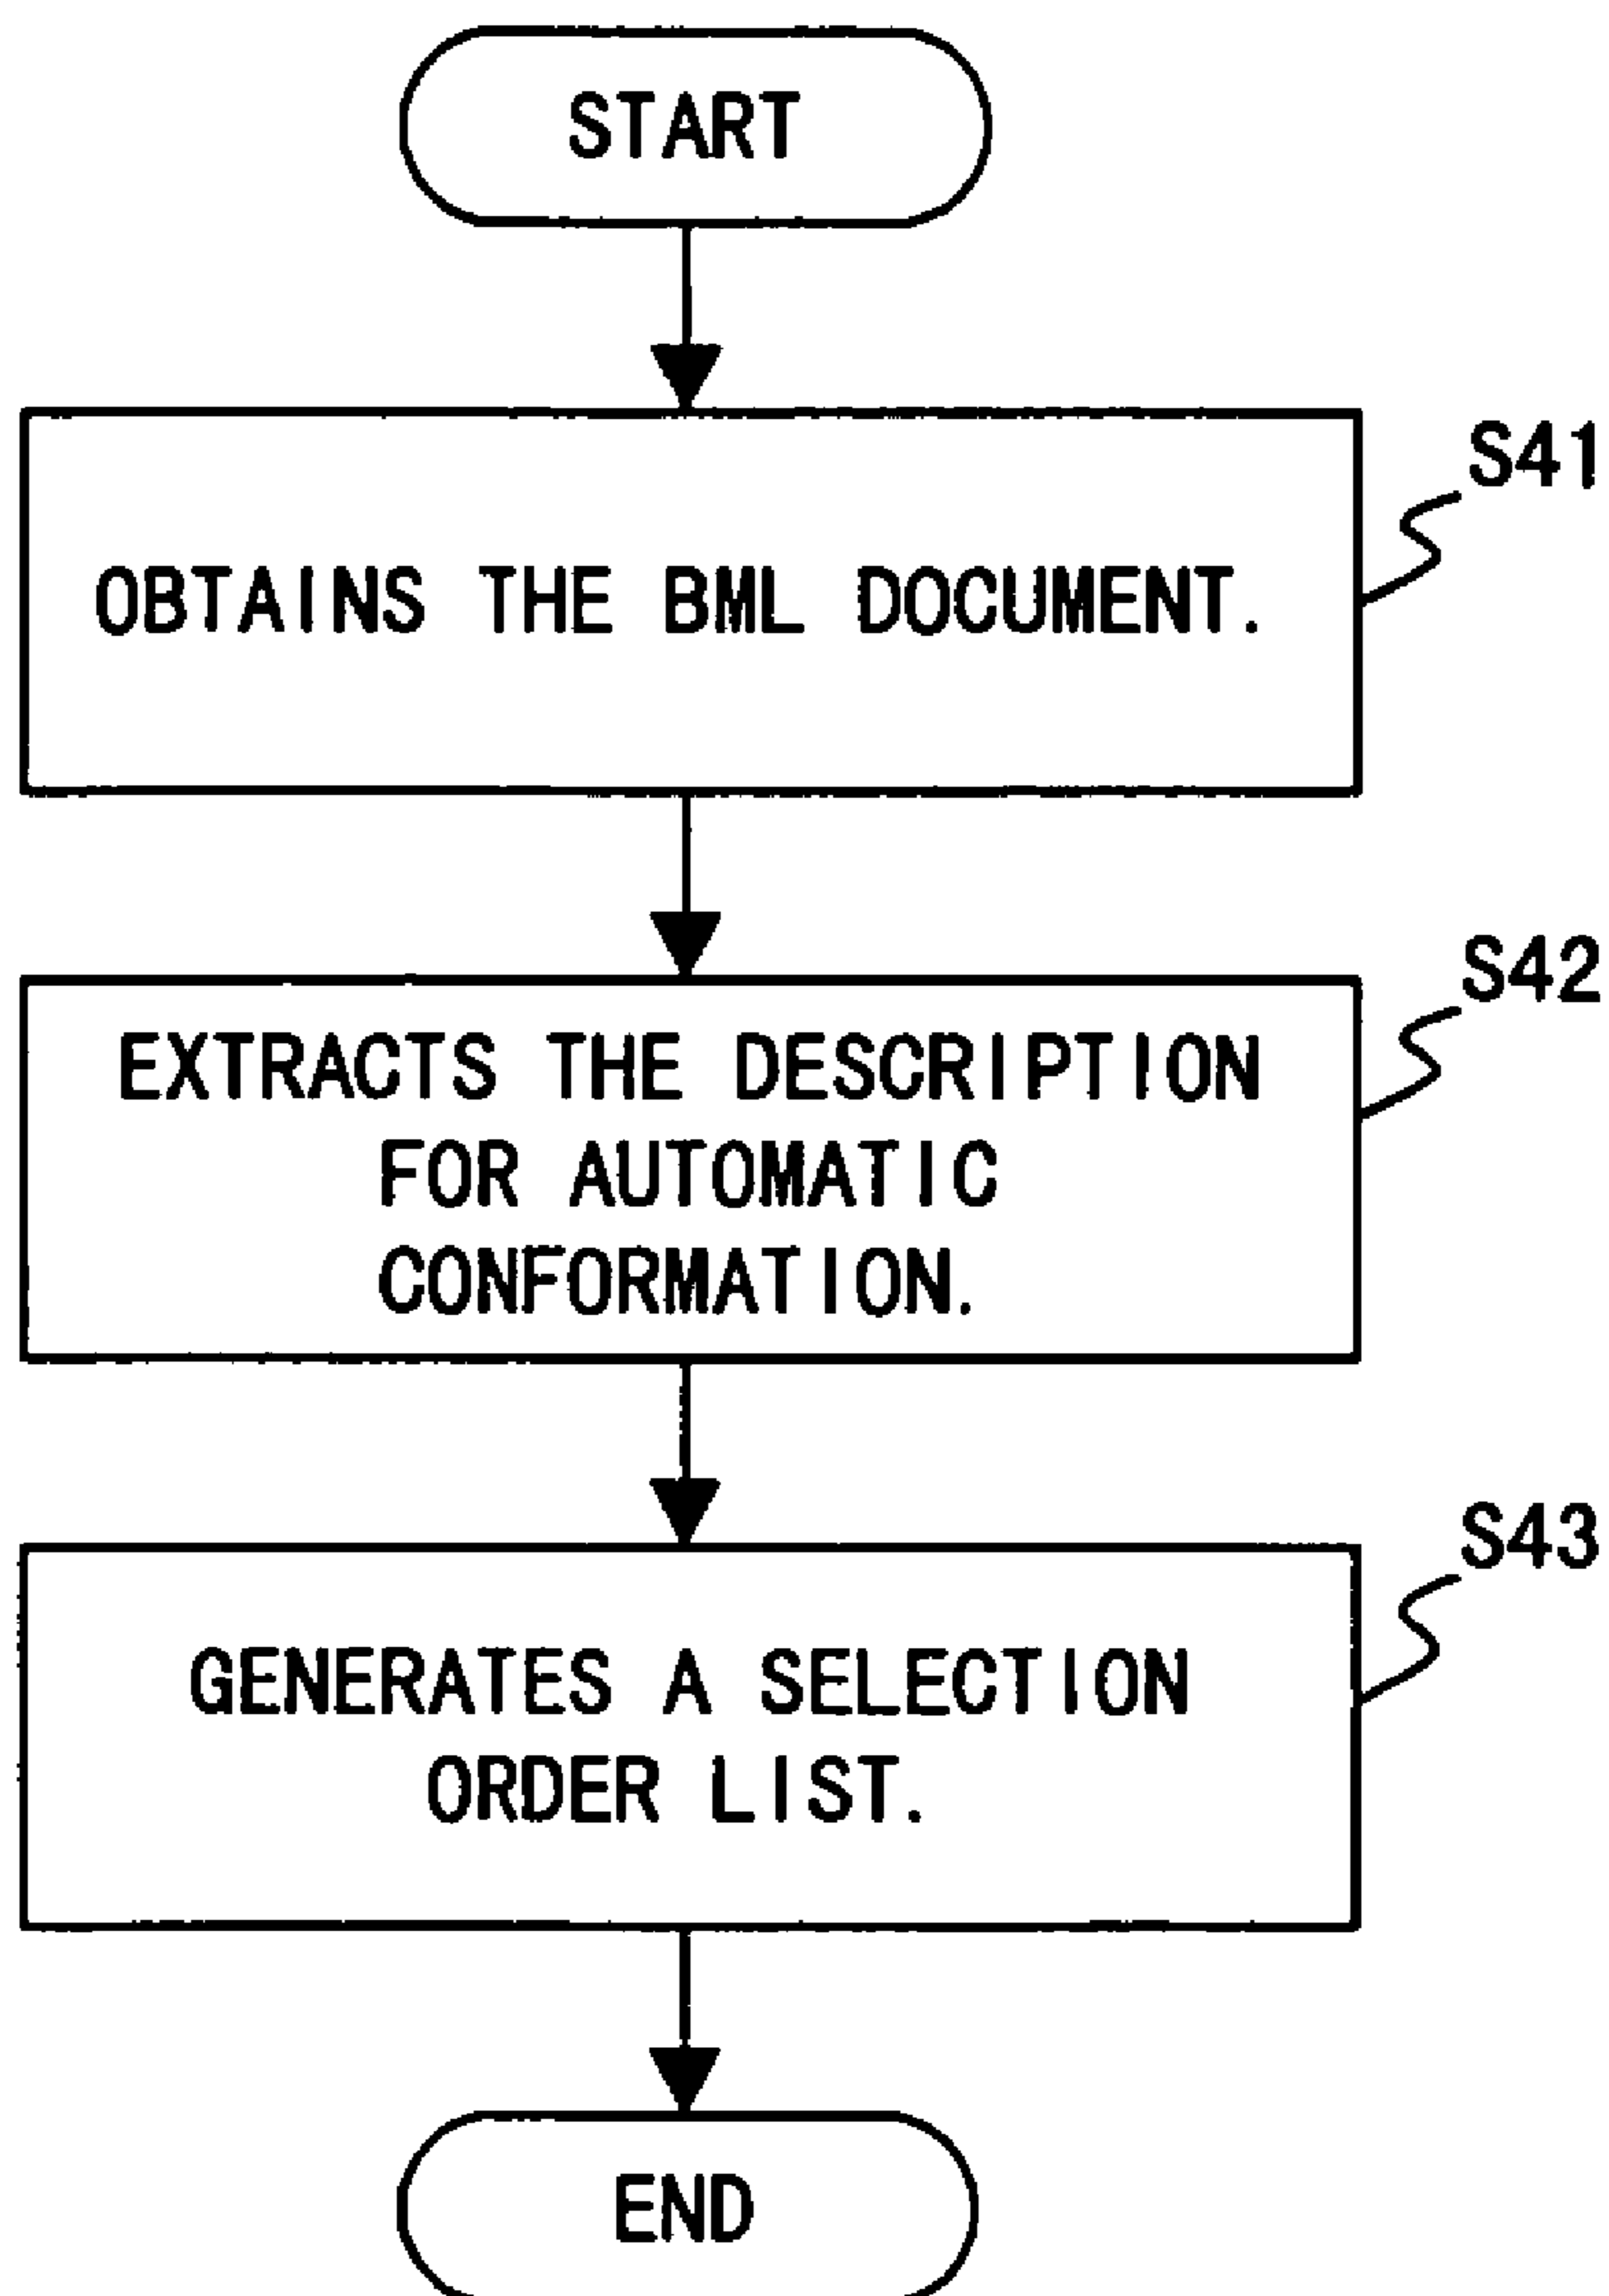 START
S41
OBTAINS THE BML DOCUMENT.
S42
EXTRACTS THE DESCRIPTION
FOR AUTOMATIC
CONFORMATION.
S43
GENERATES A SELECTION
ORDER LIST.
END